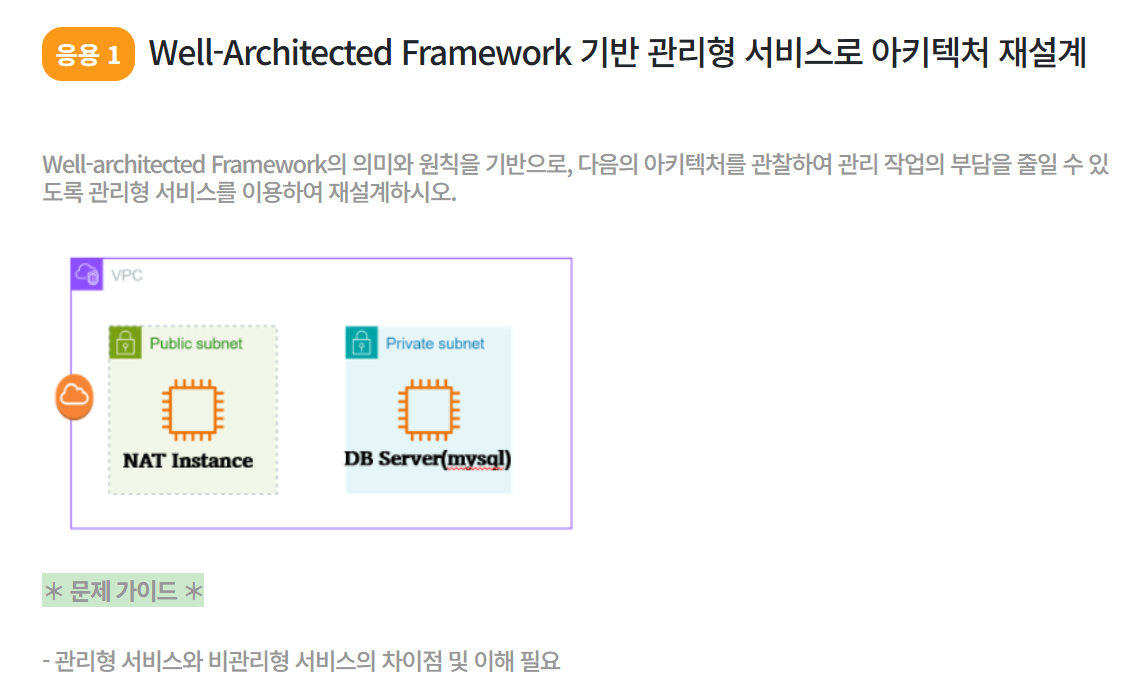 응용 1 Well-Architected Framework 기반 관리형 서비스로 아키텍처 재설계
Well-architected Framework의 의미와 원칙을 기반으로, 다음의 아키텍처를 관찰하여 관리 작업의 부담을 줄일 수 있
도록 관리형 서비스를 이용하여 재설계하시오.
VPC
Public subnet
Private subnet
NAT Instance
DB Server(mysql)
* 문제 가이드 *
- 관리형 서비스와 비관리형 서비스의 차이점 및 이해 필요